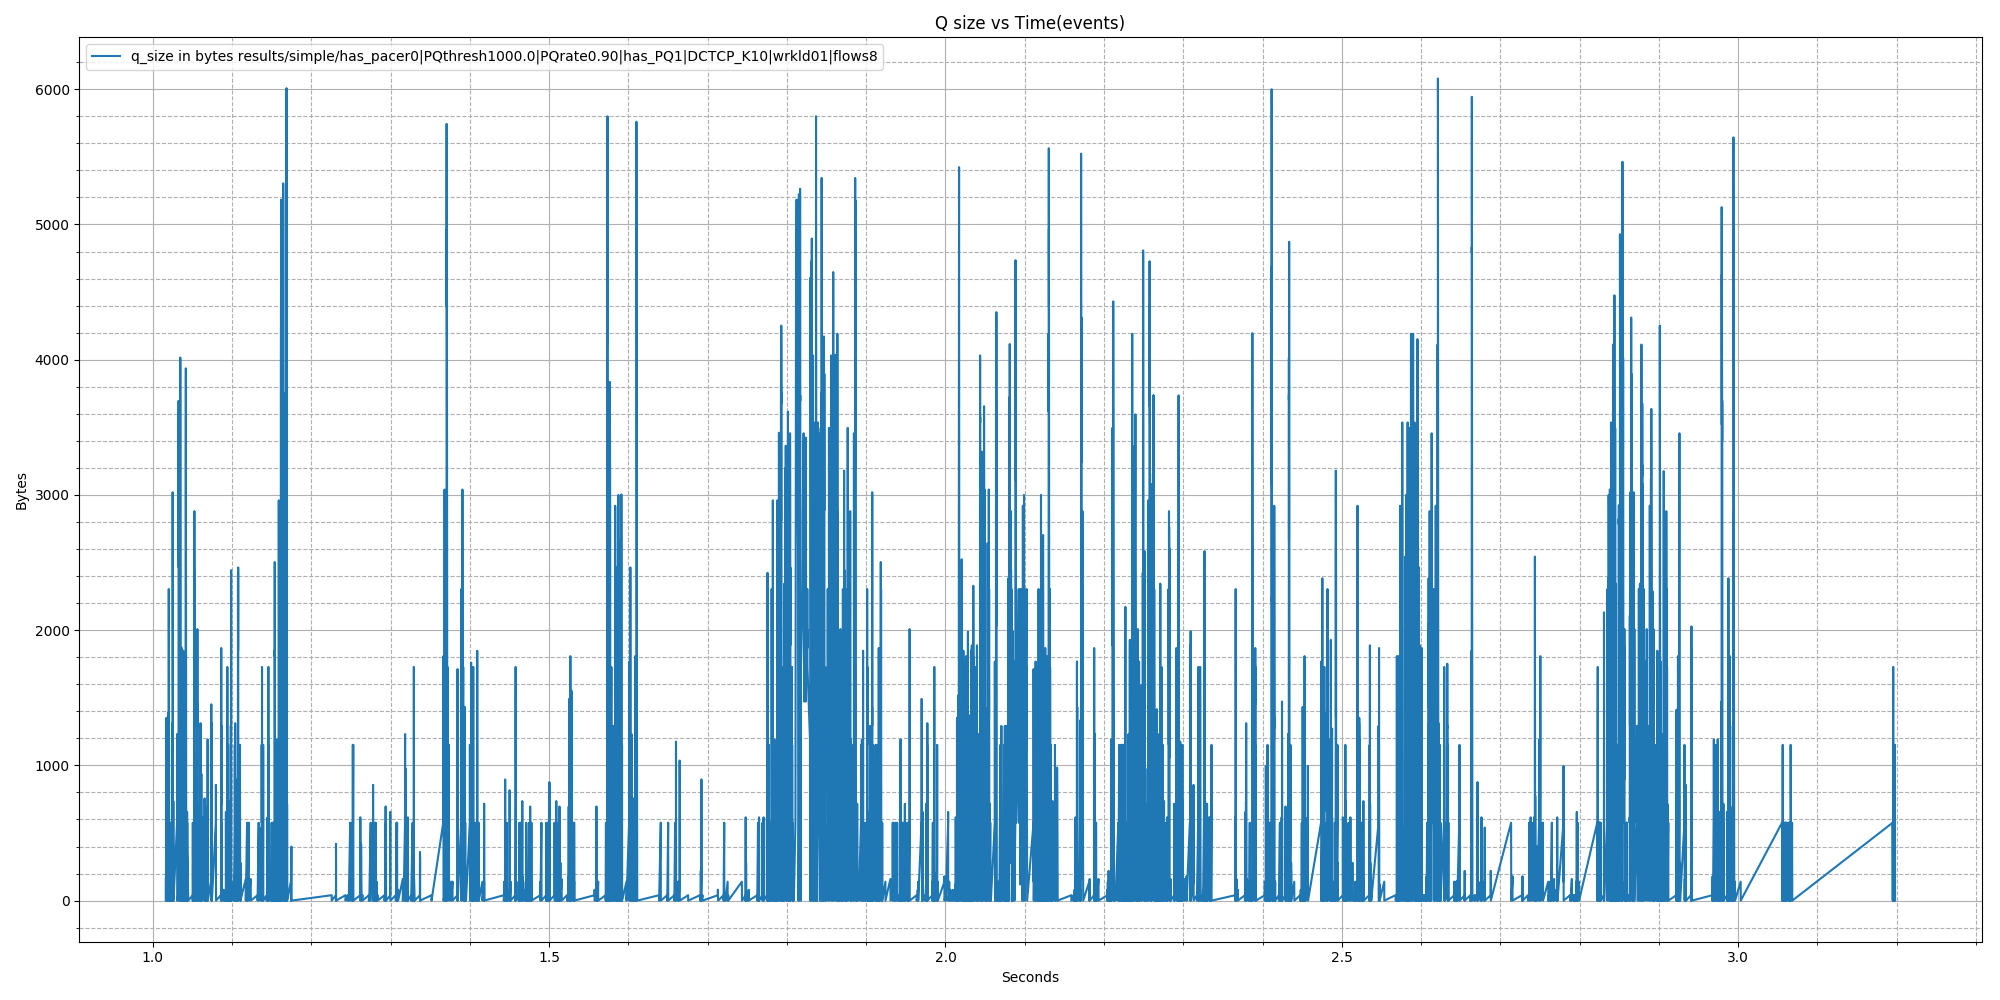 Q size vs Time(events)
q_size in bytes results/simple/has_pacer0|PQthresh1000.0|PQrate0.90|has_PQ1|DCTCP_K10|wrkld01|flows8
6000
5000
4000
3000
2000
1000
0
Bytes
1.0 1.5 2.0 2.5 3.0
Seconds